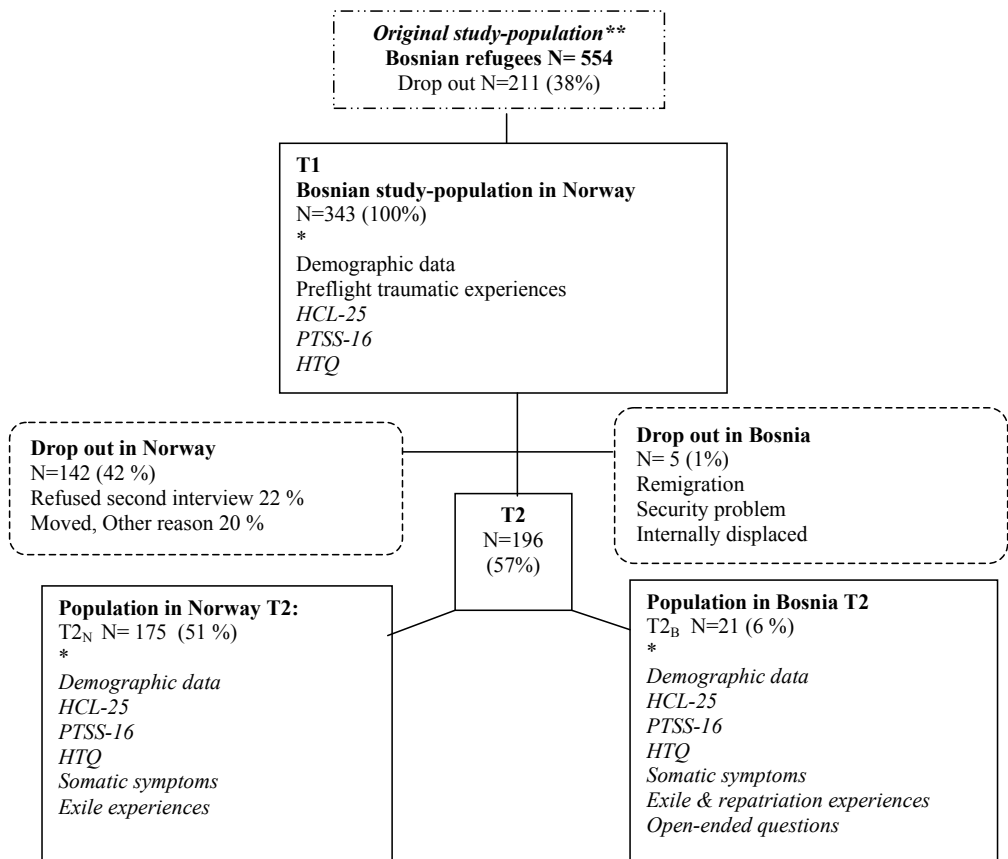 Original study-population**
Bosnian refugees N= 554
Drop out N=211 (38%)
T1
Bosnian study-population in Norway
N=343 (100%)
*
Demographic data
Preflight traumatic experiences
HCL-25
PTSS-16
HTQ
Drop out in Norway
N=142 (42 %)
Refused second interview 22 %
Moved, Other reason 20 %
Drop out in Bosnia
N= 5 (1%)
Remigration
Security problem
Internally displaced
T2
N=196
(57%)
Population in Norway T2:
T2N N= 175 (51 %)
*
Demographic data
HCL-25
PTSS-16
HTQ
Somatic symptoms
Exile experiences
Population in Bosnia T2
T2B N=21 (6 %)
*
Demographic data
HCL-25
PTSS-16
HTQ
Somatic symptoms
Exile & repatriation experiences
Open-ended questions